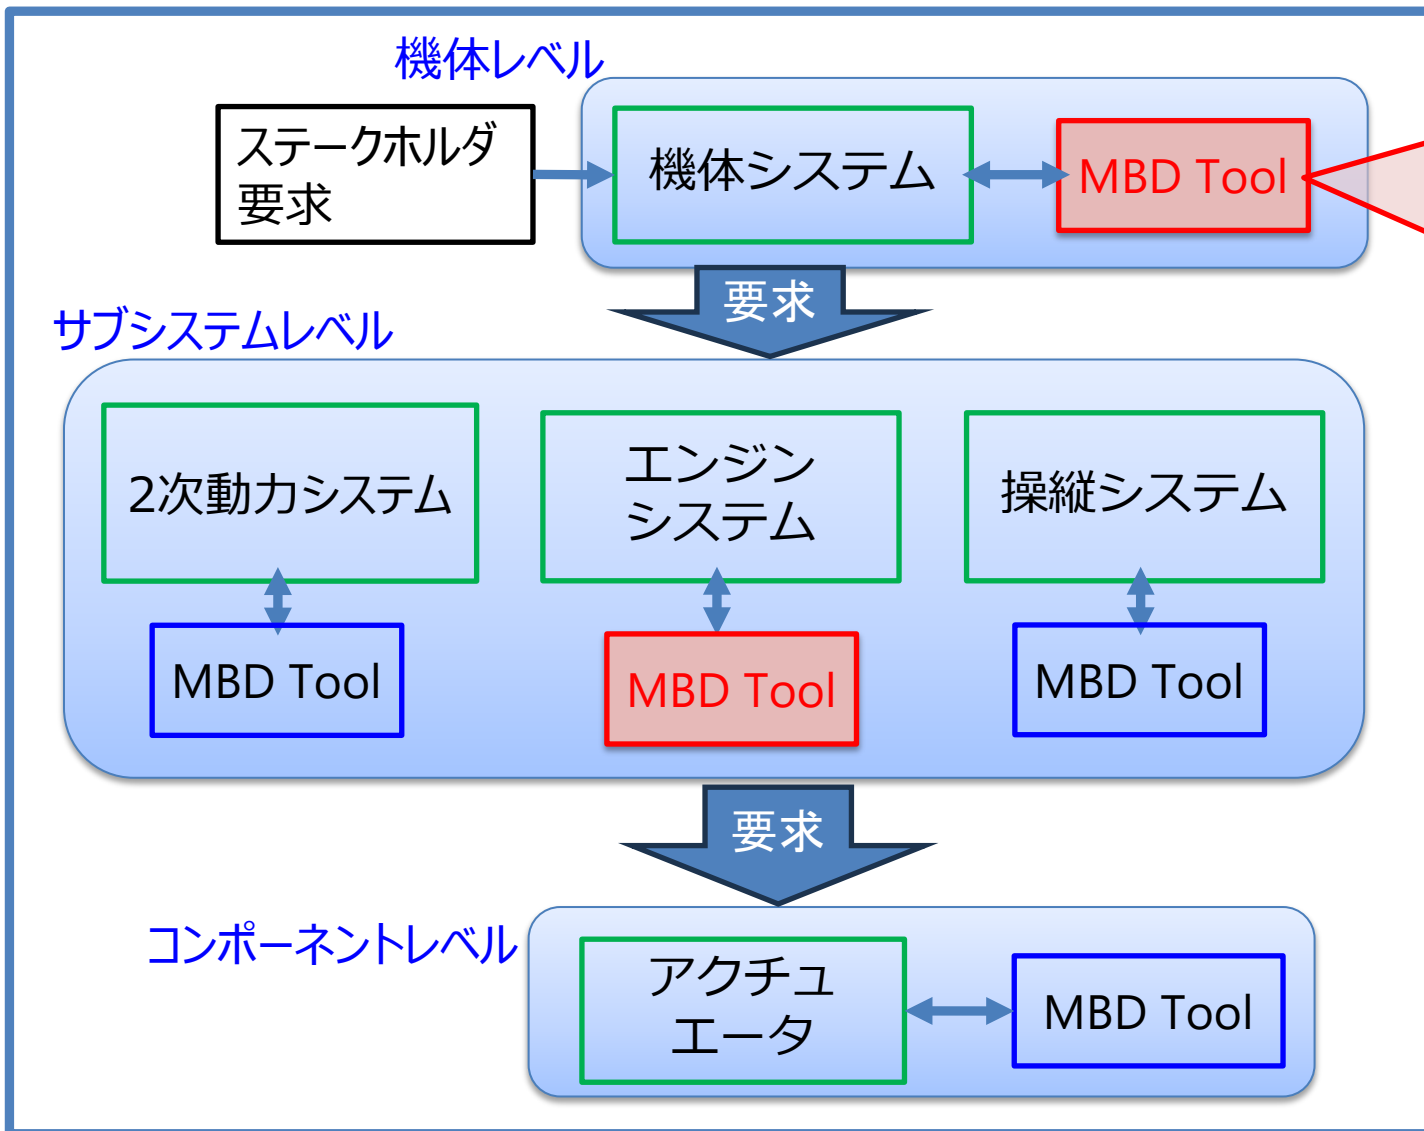 機体レベル
ステークホルダ
要求
機体システム
MBD Tool
要求
サブシステムレベル
2次動力システム
エンジン
システム
操縦システム
MBD Tool
MBD Tool
MBD Tool
要求
コンポーネントレベル
アクチュ
エータ
MBD Tool